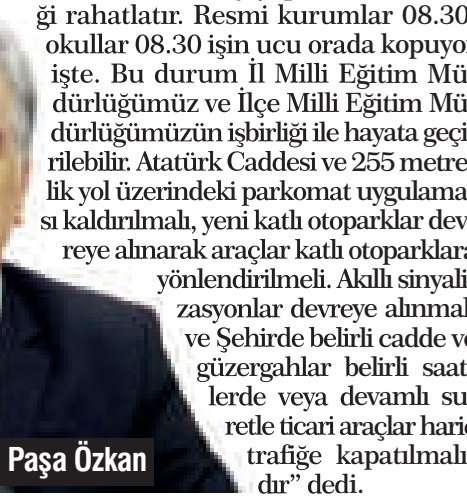 ği rahatlatır. Resmi kurumlar 08.30
okullar 08.30 işin ucu orada kopuyor
işte. Bu durum İl Milli Eğitim Mü
dürlüğümüz ve İlçe Milli Eğitim Mü
dürlüğümüzün işbirliği ile hayata geçi
rilebilir. Atatürk Caddesi ve 255 metre
lik yol üzerindeki parkomat uygulama
sı kaldırılmalı, yeni katlı otoparklar dev
reye alınarak araçlar katlı otoparklara
yönlendirilmeli. Akıllı sinyali
zasyonlar devreye alınmal
ve Şehirde belirli cadde ve
güzergahlar belirli saat
lerde veya devamlı su
retle ticari araçlar hariç
trafiğe kapatılmalı
dır” dedi.
Paşa Özkan